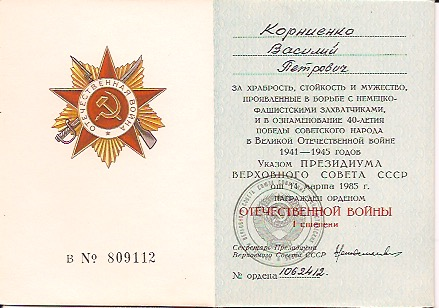 ОТЕЧЕСТВЕННАЯ ВОЙНА
В № 809112
Корниенко
Василий
Петрович
ЗА ХРАБРОСТЬ, СТОЙКОСТЬ И МУЖЕСТВО,
ПРОЯВЛЕННЫЕ В БОРЬБЕ С НЕМЕЦКО-
ФАШИСТСКИМИ ЗАХВАТЧИКАМИ,
И В ОЗНАМЕНОВАНИЕ 40-ЛЕТИЯ
ПОБЕДЫ СОВЕТСКОГО НАРОДА
В ВЕЛИКОЙ ОТЕЧЕСТВЕННОЙ ВОЙНЕ
1941—1945 ГОДОВ
УКАЗОМ ПРЕЗИДИУМА
ВЕРХОВНОГО СОВЕТА СССР
от 14 марта 1985 г.
НАГРАЖДЕН ОРДЕНОМ
ОТЕЧЕСТВЕННОЙ ВОЙНЫ
I степени
Секретарь Президиума
Верховного Совета СССР
№ ордена 1062412.